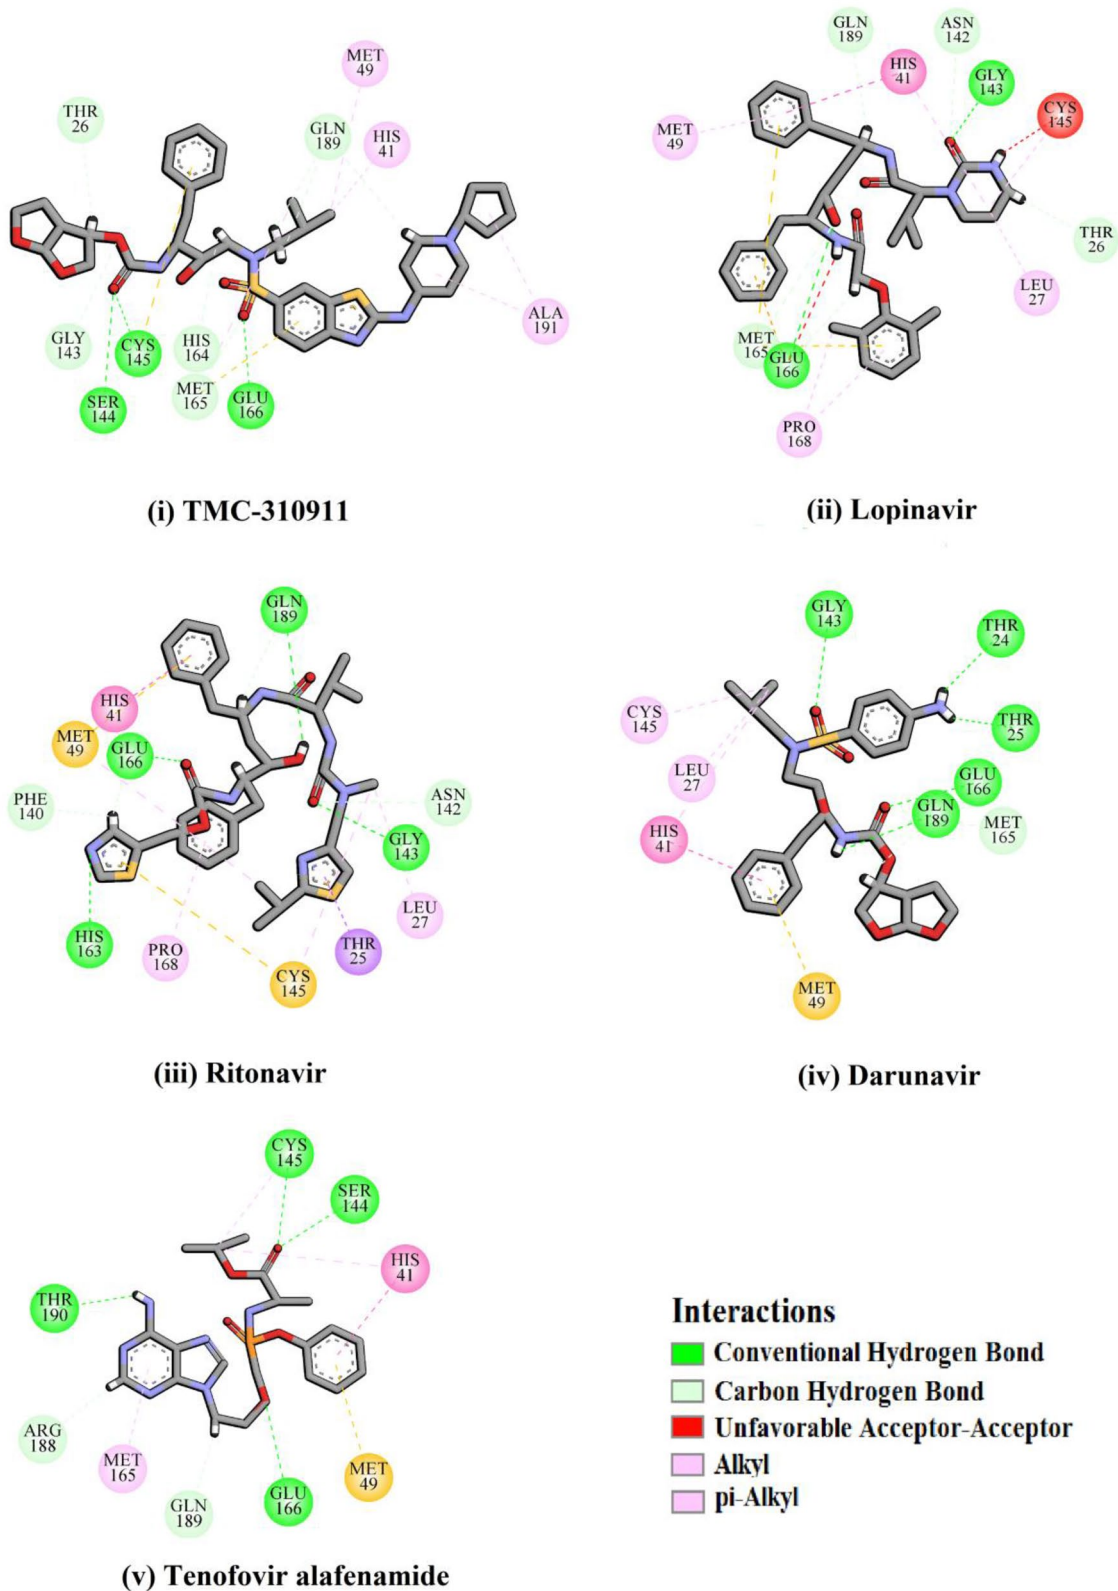 MET
49
THR
26
GLN
189
HIS
41
ALA
191
GLY
143
CYS
145
HIS
164
MET
165
GLU
166
SER
144
(i) TMC-310911
GLN
189
ASN
142
HIS
41
GLY
143
CYS
145
MET
49
THR
26
LEU
27
MET
165
GLU
166
PRO
168
(ii) Lopinavir
GLN
189
HIS
41
MET
49
GLU
166
PHE
140
ASN
142
GLY
143
LEU
27
HIS
163
PRO
168
THR
25
CYS
145
(iii) Ritonavir
GLY
143
THR
24
CYS
145
THR
25
LEU
27
GLU
166
GLN
189
MET
165
HIS
41
MET
49
(iv) Darunavir
CYS
145
SER
144
HIS
41
THR
190
ARG
188
MET
165
GLN
189
GLU
166
MET
49
(v) Tenofovir alafenamide
Interactions
Conventional Hydrogen Bond
Carbon Hydrogen Bond
Unfavorable Acceptor-Acceptor
Alkyl
pi-Alkyl